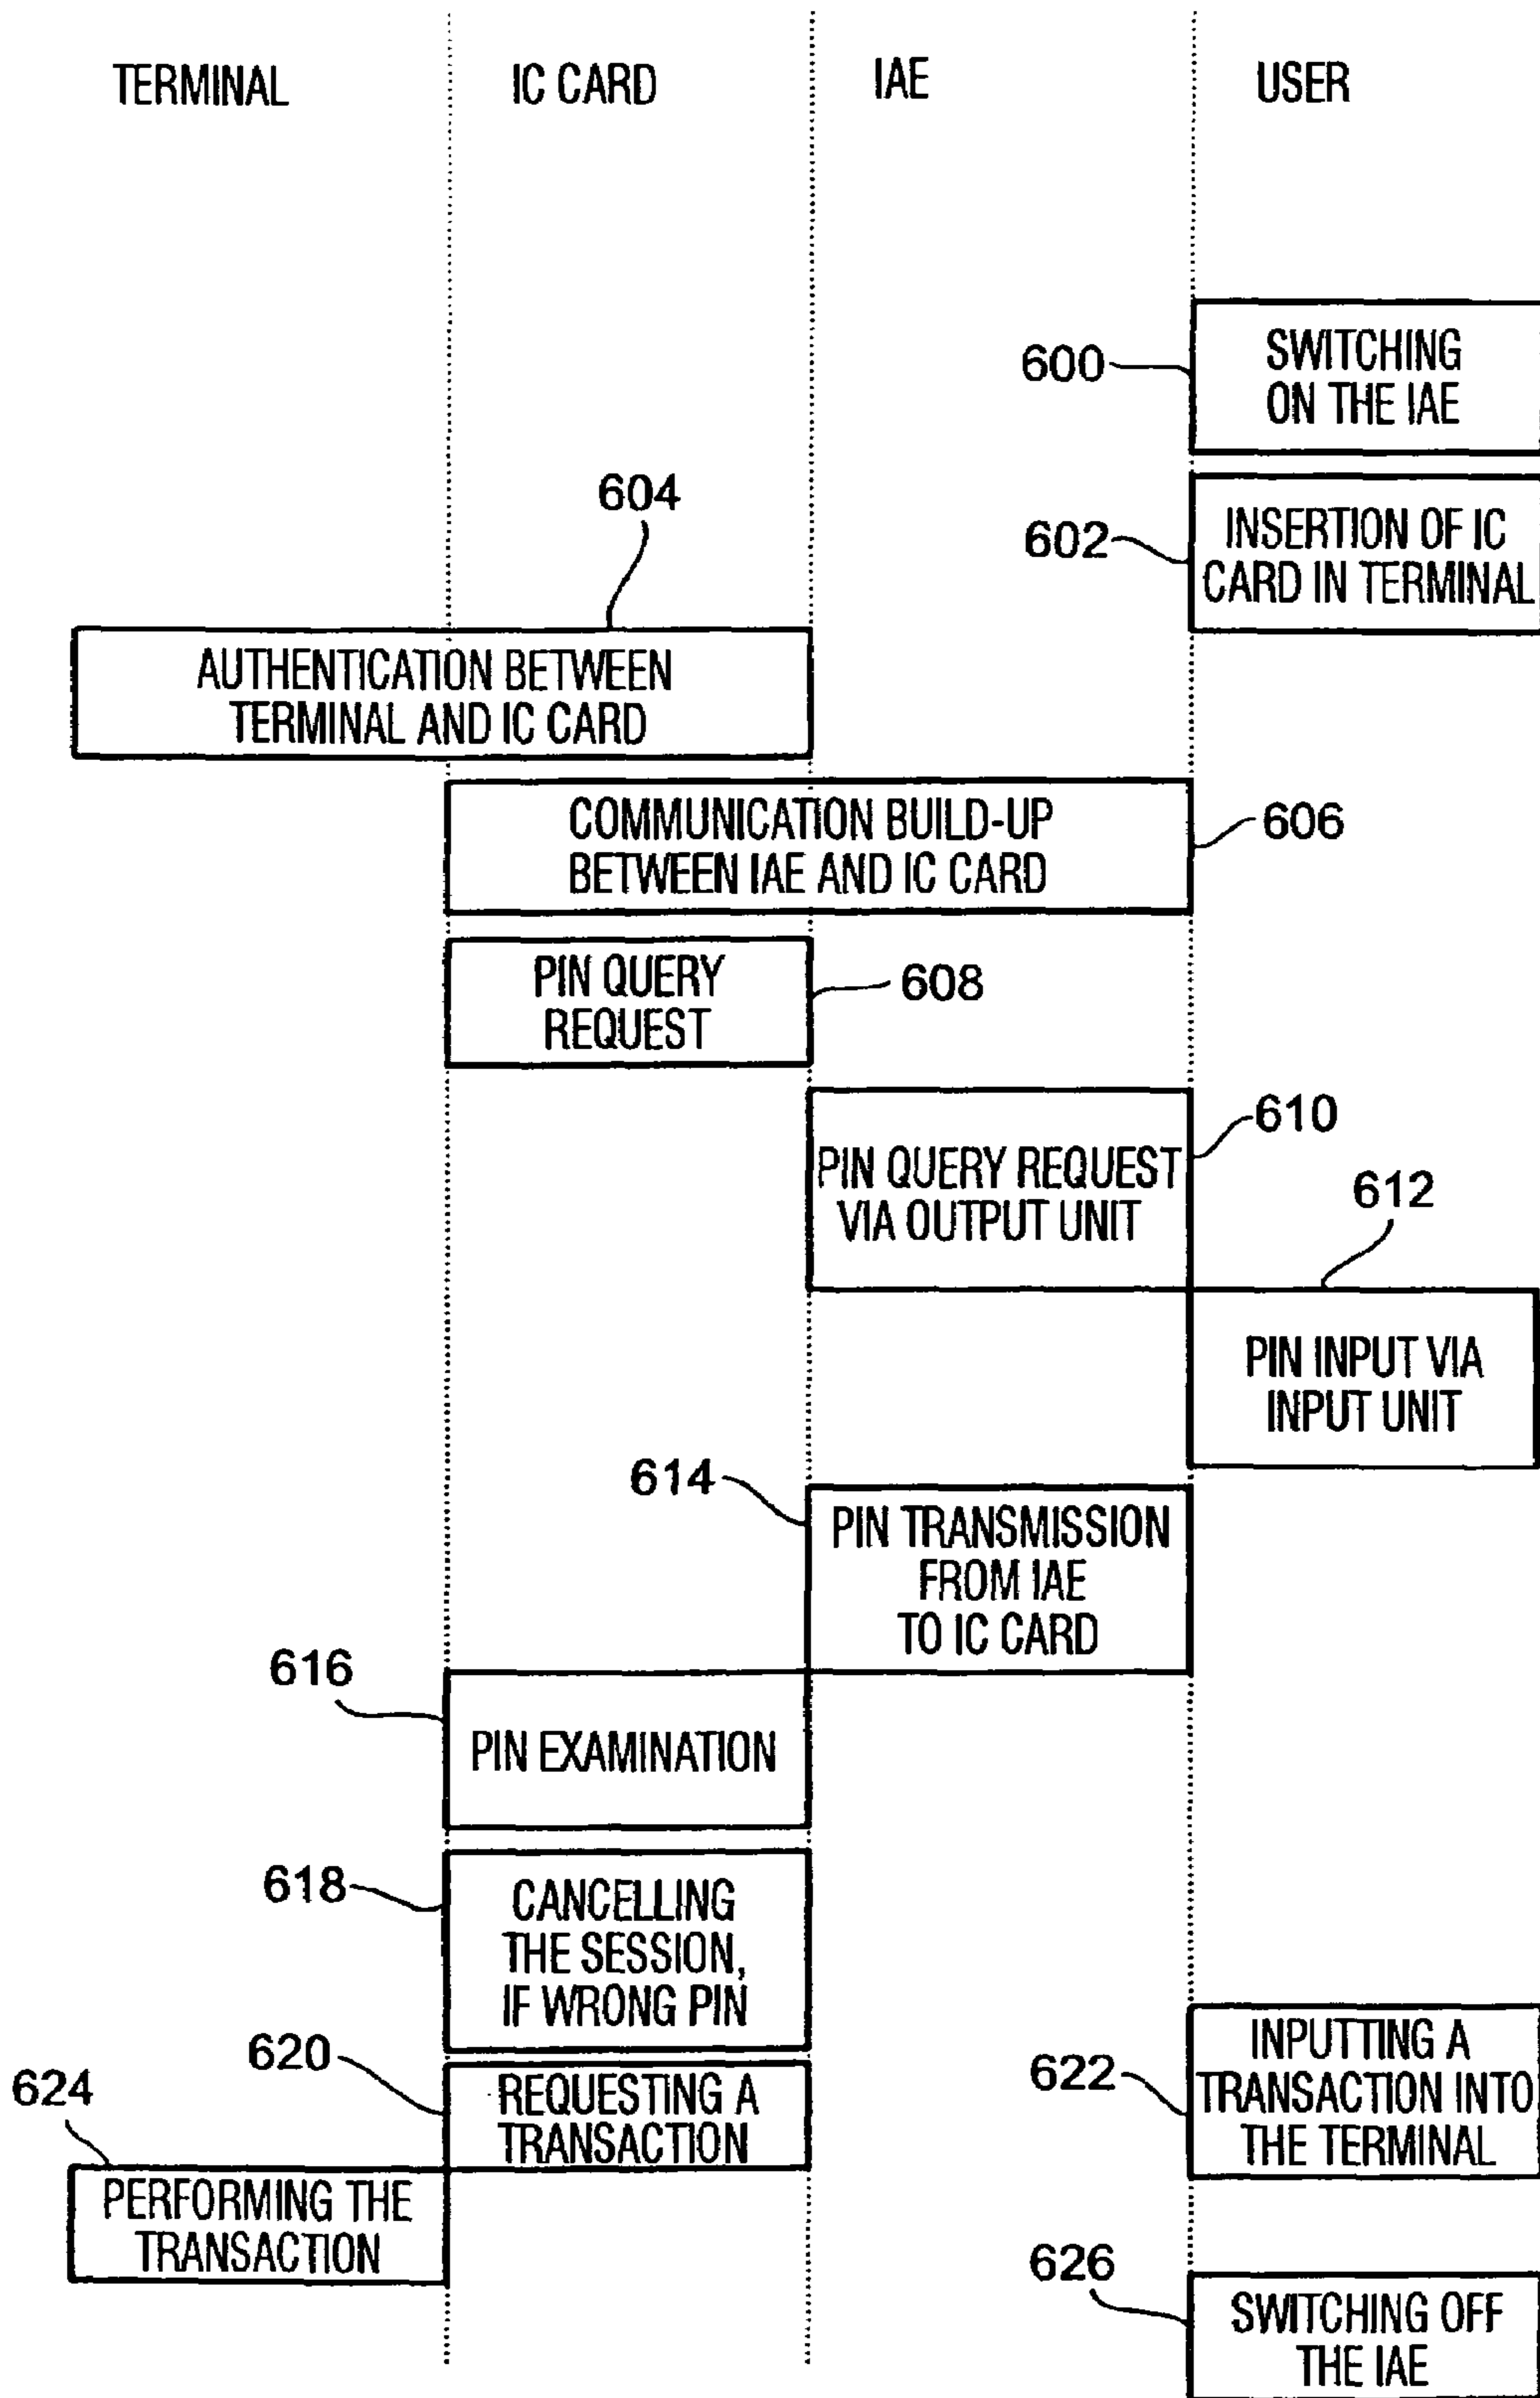 TERMINAL
IC CARD
IAE
USER
600
SWITCHING
ON THE IAE
602
INSERTION OF IC
CARD IN TERMINAL
604
AUTHENTICATION BETWEEN
TERMINAL AND IC CARD
COMMUNICATION BUILD-UP
BETWEEN IAE AND IC CARD
606
PIN QUERY
REQUEST
608
PIN QUERY REQUEST
VIA OUTPUT UNIT
610
612
PIN INPUT VIA
INPUT UNIT
614
PIN TRANSMISSION
FROM IAE
TO IC CARD
616
PIN EXAMINATION
618
CANCELLING
THE SESSION,
IF WRONG PIN
620
REQUESTING A
TRANSACTION
622
INPUTTING A
TRANSACTION INTO
THE TERMINAL
624
PERFORMING THE
TRANSACTION
626
SWITCHING OFF
THE IAE